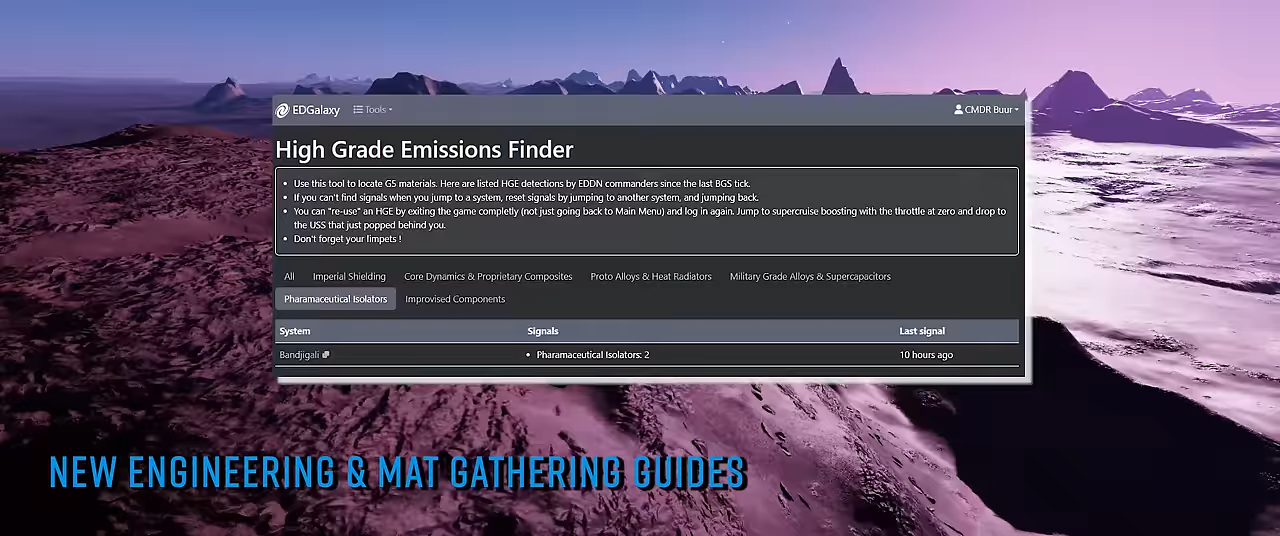 EDGalaxy Tools CMDR Buur
High Grade Emissions Finder
Use this tool to locate G5 materials. Here are listed HGE detections by EDDN commanders since the last BGS tick.
If you can't find signals when you jump to a system, reset signals by jumping to another system, and jumping back.
You can "re-use" an HGE by exiting the game completly (not just going back to Main Menu) and log in again. Jump to supercruise boosting with the throttle at zero and drop to
the USS that just popped behind you.
Don't forget your limpets !
All Imperial Shielding Core Dynamics & Proprietary Composites Proto Alloys & Heat Radiators Military Grade Alloys & Supercapacitors
Pharamaceutical Isolators Improvised Components
System Signals Last signal
Bandjigali Pharamaceutical Isolators: 2 10 hours ago
NEW ENGINEERING & MAT GATHERING GUIDES